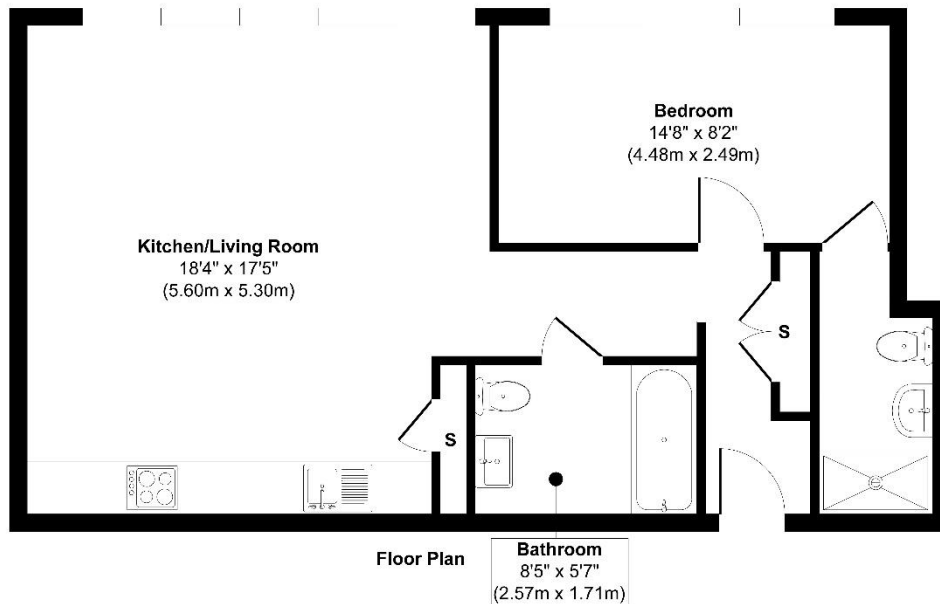 Bedroom
14'8" x 8'2"
(4.48m x 2.49m)
Kitchen/Living Room
18'4" x 17'5"
(5.60m x 5.30m)
S
S
Floor Plan
Bathroom
8'5" x 5'7"
(2.57m x 1.71m)